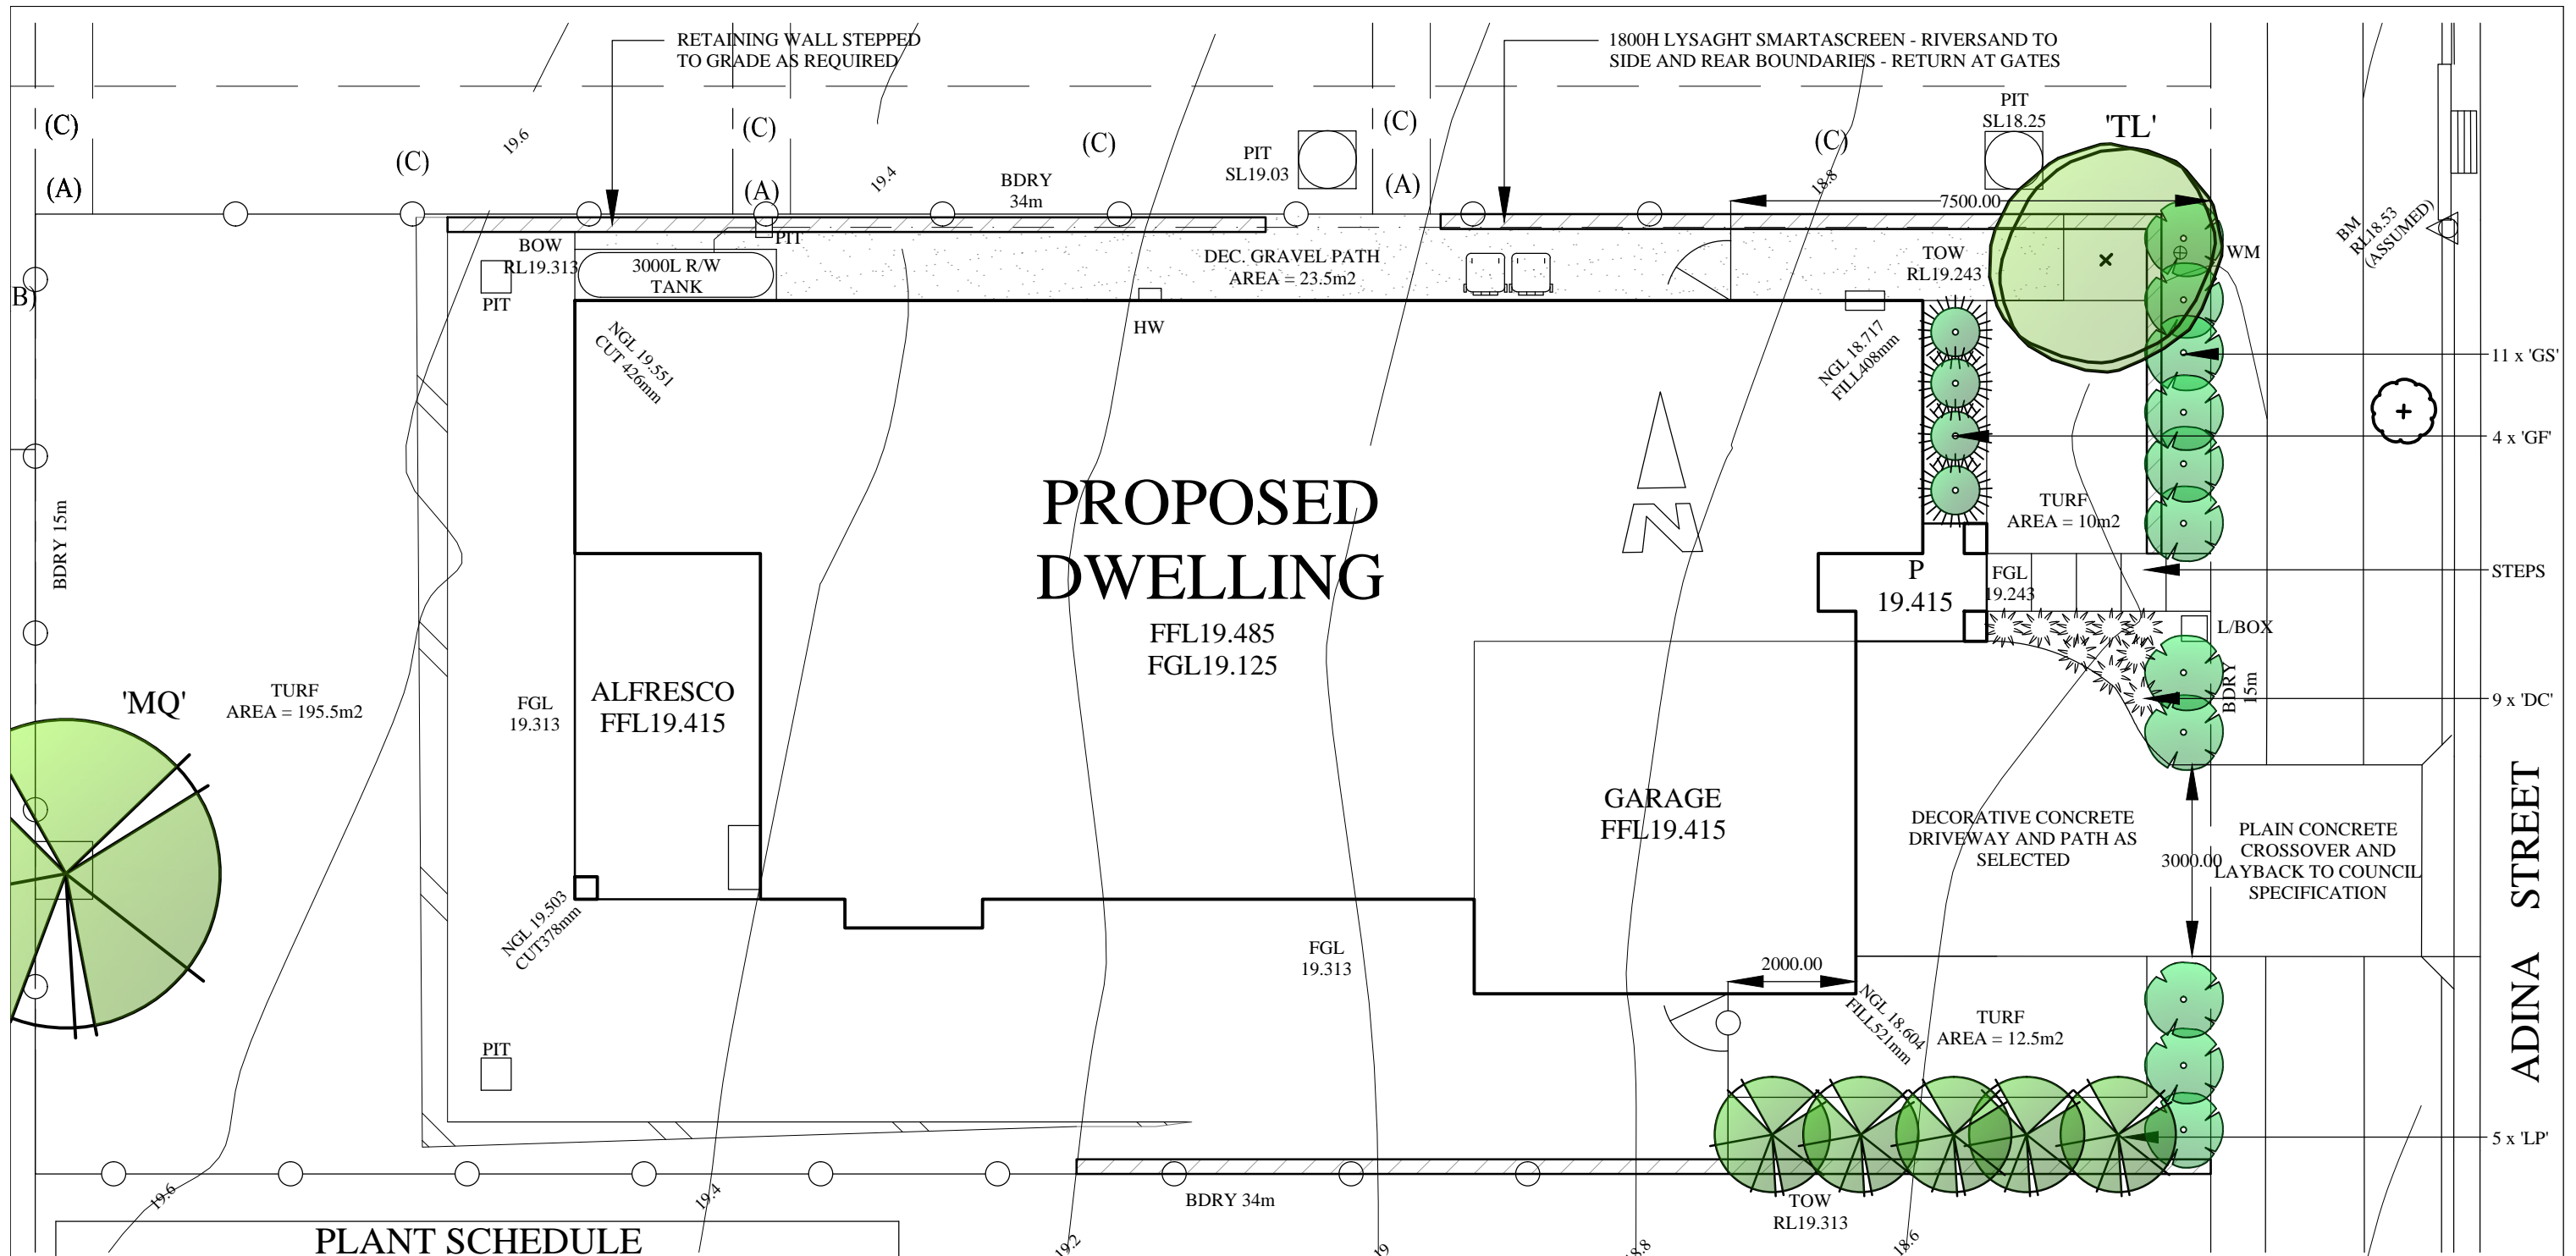 RETAINING WALL STEPPED
TO GRADE AS REQUIRED
1800H LYSAGHT SMARTASCREEN - RIVERSAND TO
SIDE AND REAR BOUNDARIES - RETURN AT GATES
(C)
(C)
(C)
(C)
(C)
(C)
(A)
(A)
(A)
B)
19.6
19.4
18.8
BDRY
34m
PIT
SL19.03
PIT
SL18.25
'TL'
7500.00
BM
RL18.53
(ASSUMED)
WM
BOW
RL19.313
PIT
3000L R/W
TANK
PIT
DEC. GRAVEL PATH
AREA = 23.5m2
TOW
RL19.243
HW
NGL 19.551
CUT 426mm
NGL 18.717
FILL408mm
11 x 'GS'
4 x 'GF'
N
PROPOSED
DWELLING
FFL19.485
FGL19.125
TURF
AREA = 10m2
STEPS
P
19.415
FGL
19.243
L/BOX
BDRY 15m
BDRY
15m
9 x 'DC'
'MQ'
TURF
AREA = 195.5m2
FGL
19.313
ALFRESCO
FFL19.415
GARAGE
FFL19.415
DECORATIVE CONCRETE
DRIVEWAY AND PATH AS
SELECTED
3000.00
PLAIN CONCRETE
CROSSOVER AND
LAYBACK TO COUNCIL
SPECIFICATION
ADINA STREET
NGL 19.503
CUT378mm
FGL
19.313
2000.00
NGL 18.604
FILL521mm
TURF
AREA = 12.5m2
PIT
5 x 'LP'
19.6
19.4
BDRY 34m
TOW
RL19.313
19.2
19
18.8
18.6
PLANT SCHEDULE